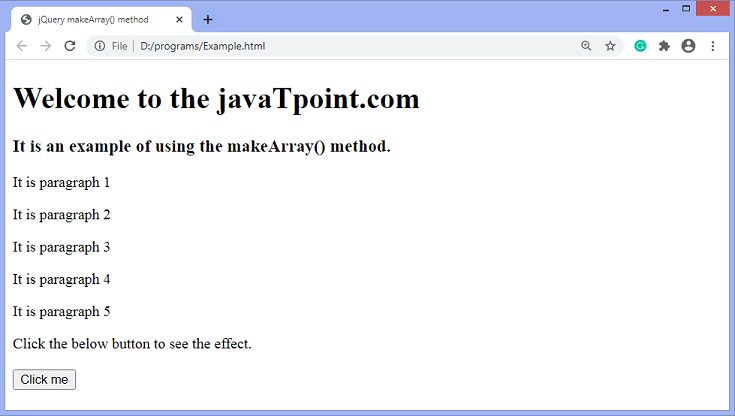 jQuery makeArray() method
File D:/programs/Example.html
Welcome to the javaTpoint.com
It is an example of using the makeArray() method.
It is paragraph 1
It is paragraph 2
It is paragraph 3
It is paragraph 4
It is paragraph 5
Click the below button to see the effect.
Click me